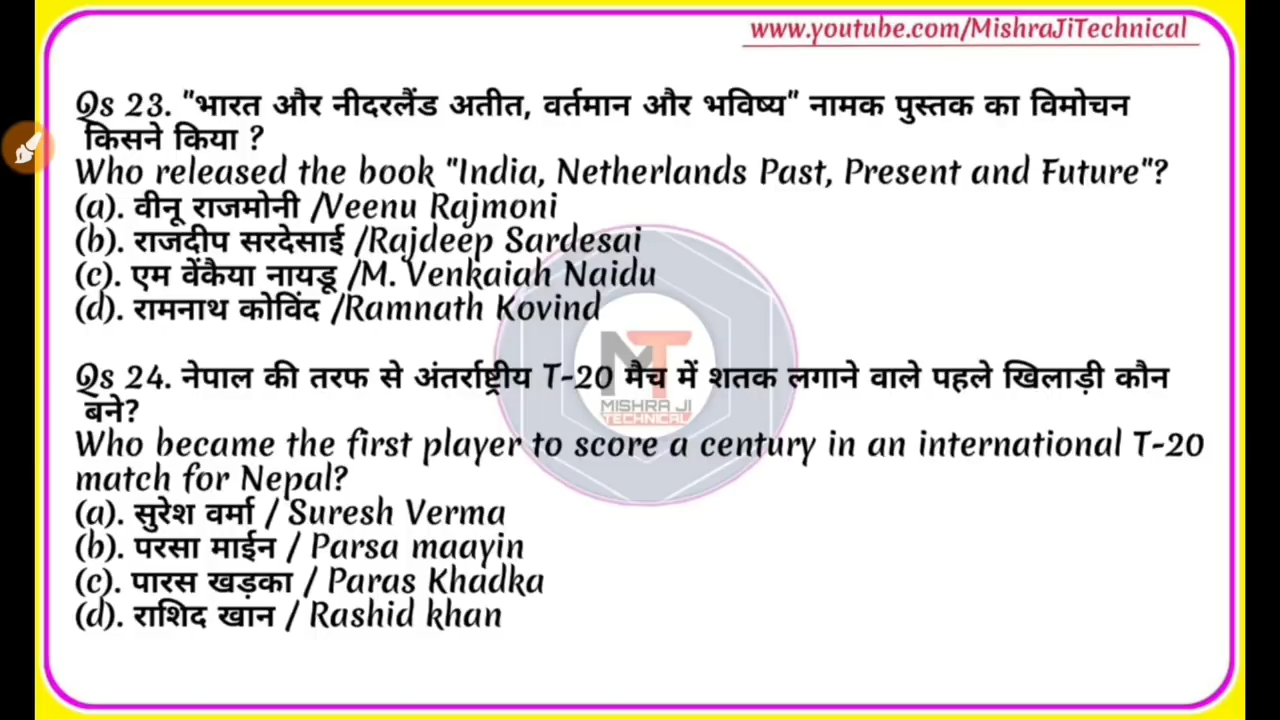 www.youtube.com/MishraJiTechnical
Qs 23. "भारत और नीदरलैंड अतीत, वर्तमान और भविष्य" नामक पुस्तक का विमोचन
किसने किया ?
Who released the book "India, Netherlands Past, Present and Future"?
(a). वीनू राजमोनी /Veenu Rajmoni
(b). राजदीप सरदेसाई /Rajdeep Sardesai
(c). एम वेंकैया नायडू /M. Venkaiah Naidu
(d). रामनाथ कोविंद /Ramnath Kovind
Qs 24. नेपाल की तरफ से अंतर्राष्ट्रीय T-20 मैच में शतक लगाने वाले पहले खिलाड़ी कौन
बने?
Who became the first player to score a century in an international T-20
match for Nepal?
(a). सुरेश वर्मा / Suresh Verma
(b). परसा माईन / Parsa maayin
(c). पारस खड़का / Paras Khadka
(d). राशिद खान / Rashid khan
MT
MISHRA JI
TECHNICAL